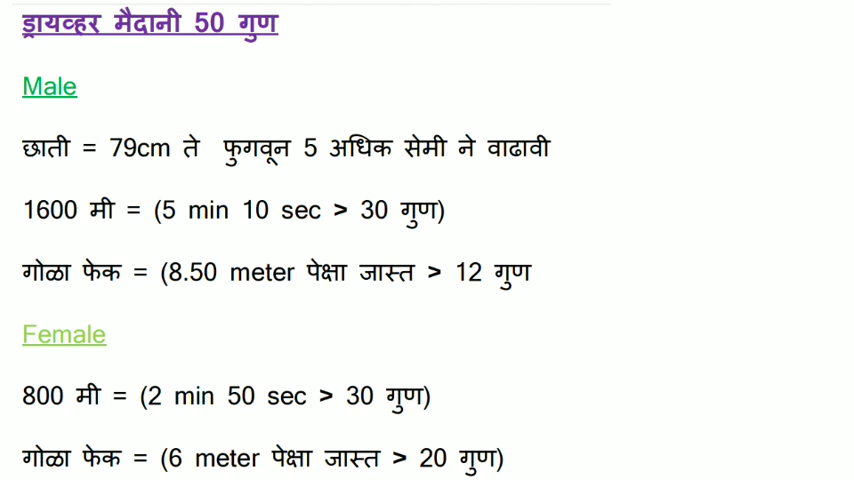 ड्रायव्हर मैदानी 50 गुण
Male
छाती = 79cm ते फुगवून 5 अधिक सेमी ने वाढावी
1600 मी = (5 min 10 sec > 30 गुण)
गोळा फेक = (8.50 meter पेक्षा जास्त > 12 गुण
Female
800 मी = (2 min 50 sec > 30 गुण)
गोळा फेक = (6 meter पेक्षा जास्त > 20 गुण)